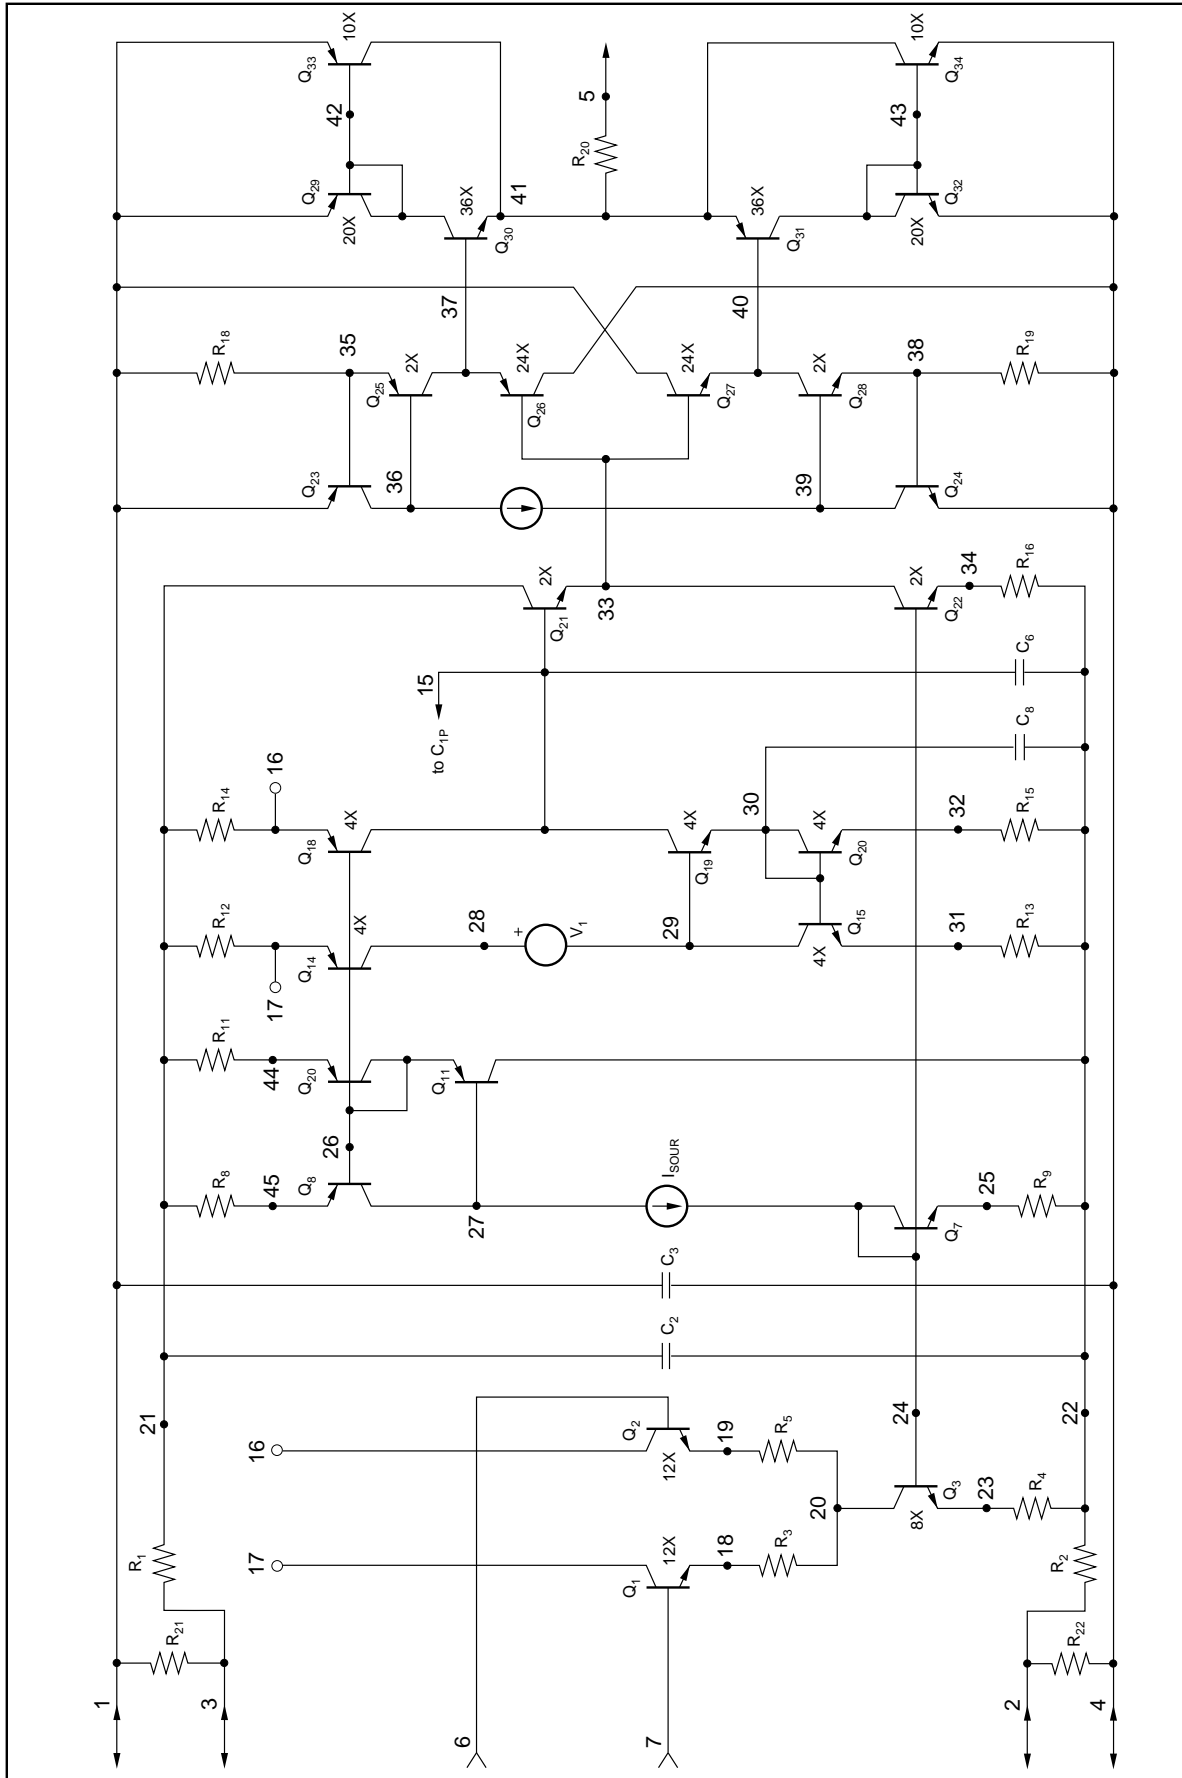 1
3
R21
R1
21
6
7
2
4
R22
R2
22
17
16
Q1
12X
18
R3
Q2
12X
19
R5
20
24
Q3
8X
23
R4
C2
C3
R8
45
Q8
26
27
ISOUR
Q7
25
R9
R11
44
Q20
Q11
R12
17
Q14
4X
28
+
V1
29
Q15
4X
31
R13
R14
16
Q18
4X
Q19
4X
30
4X
Q20
32
R15
C8
C6
15
to C1P
Q21
2X
33
Q22
2X
34
R16
Q23
36
39
Q24
R18
35
Q25
2X
Q26
24X
Q27
24X
Q28
2X
38
R19
37
40
Q29
20X
Q30
36X
41
Q31
36X
Q32
20X
R20
5
42
43
Q33
10X
Q34
10X